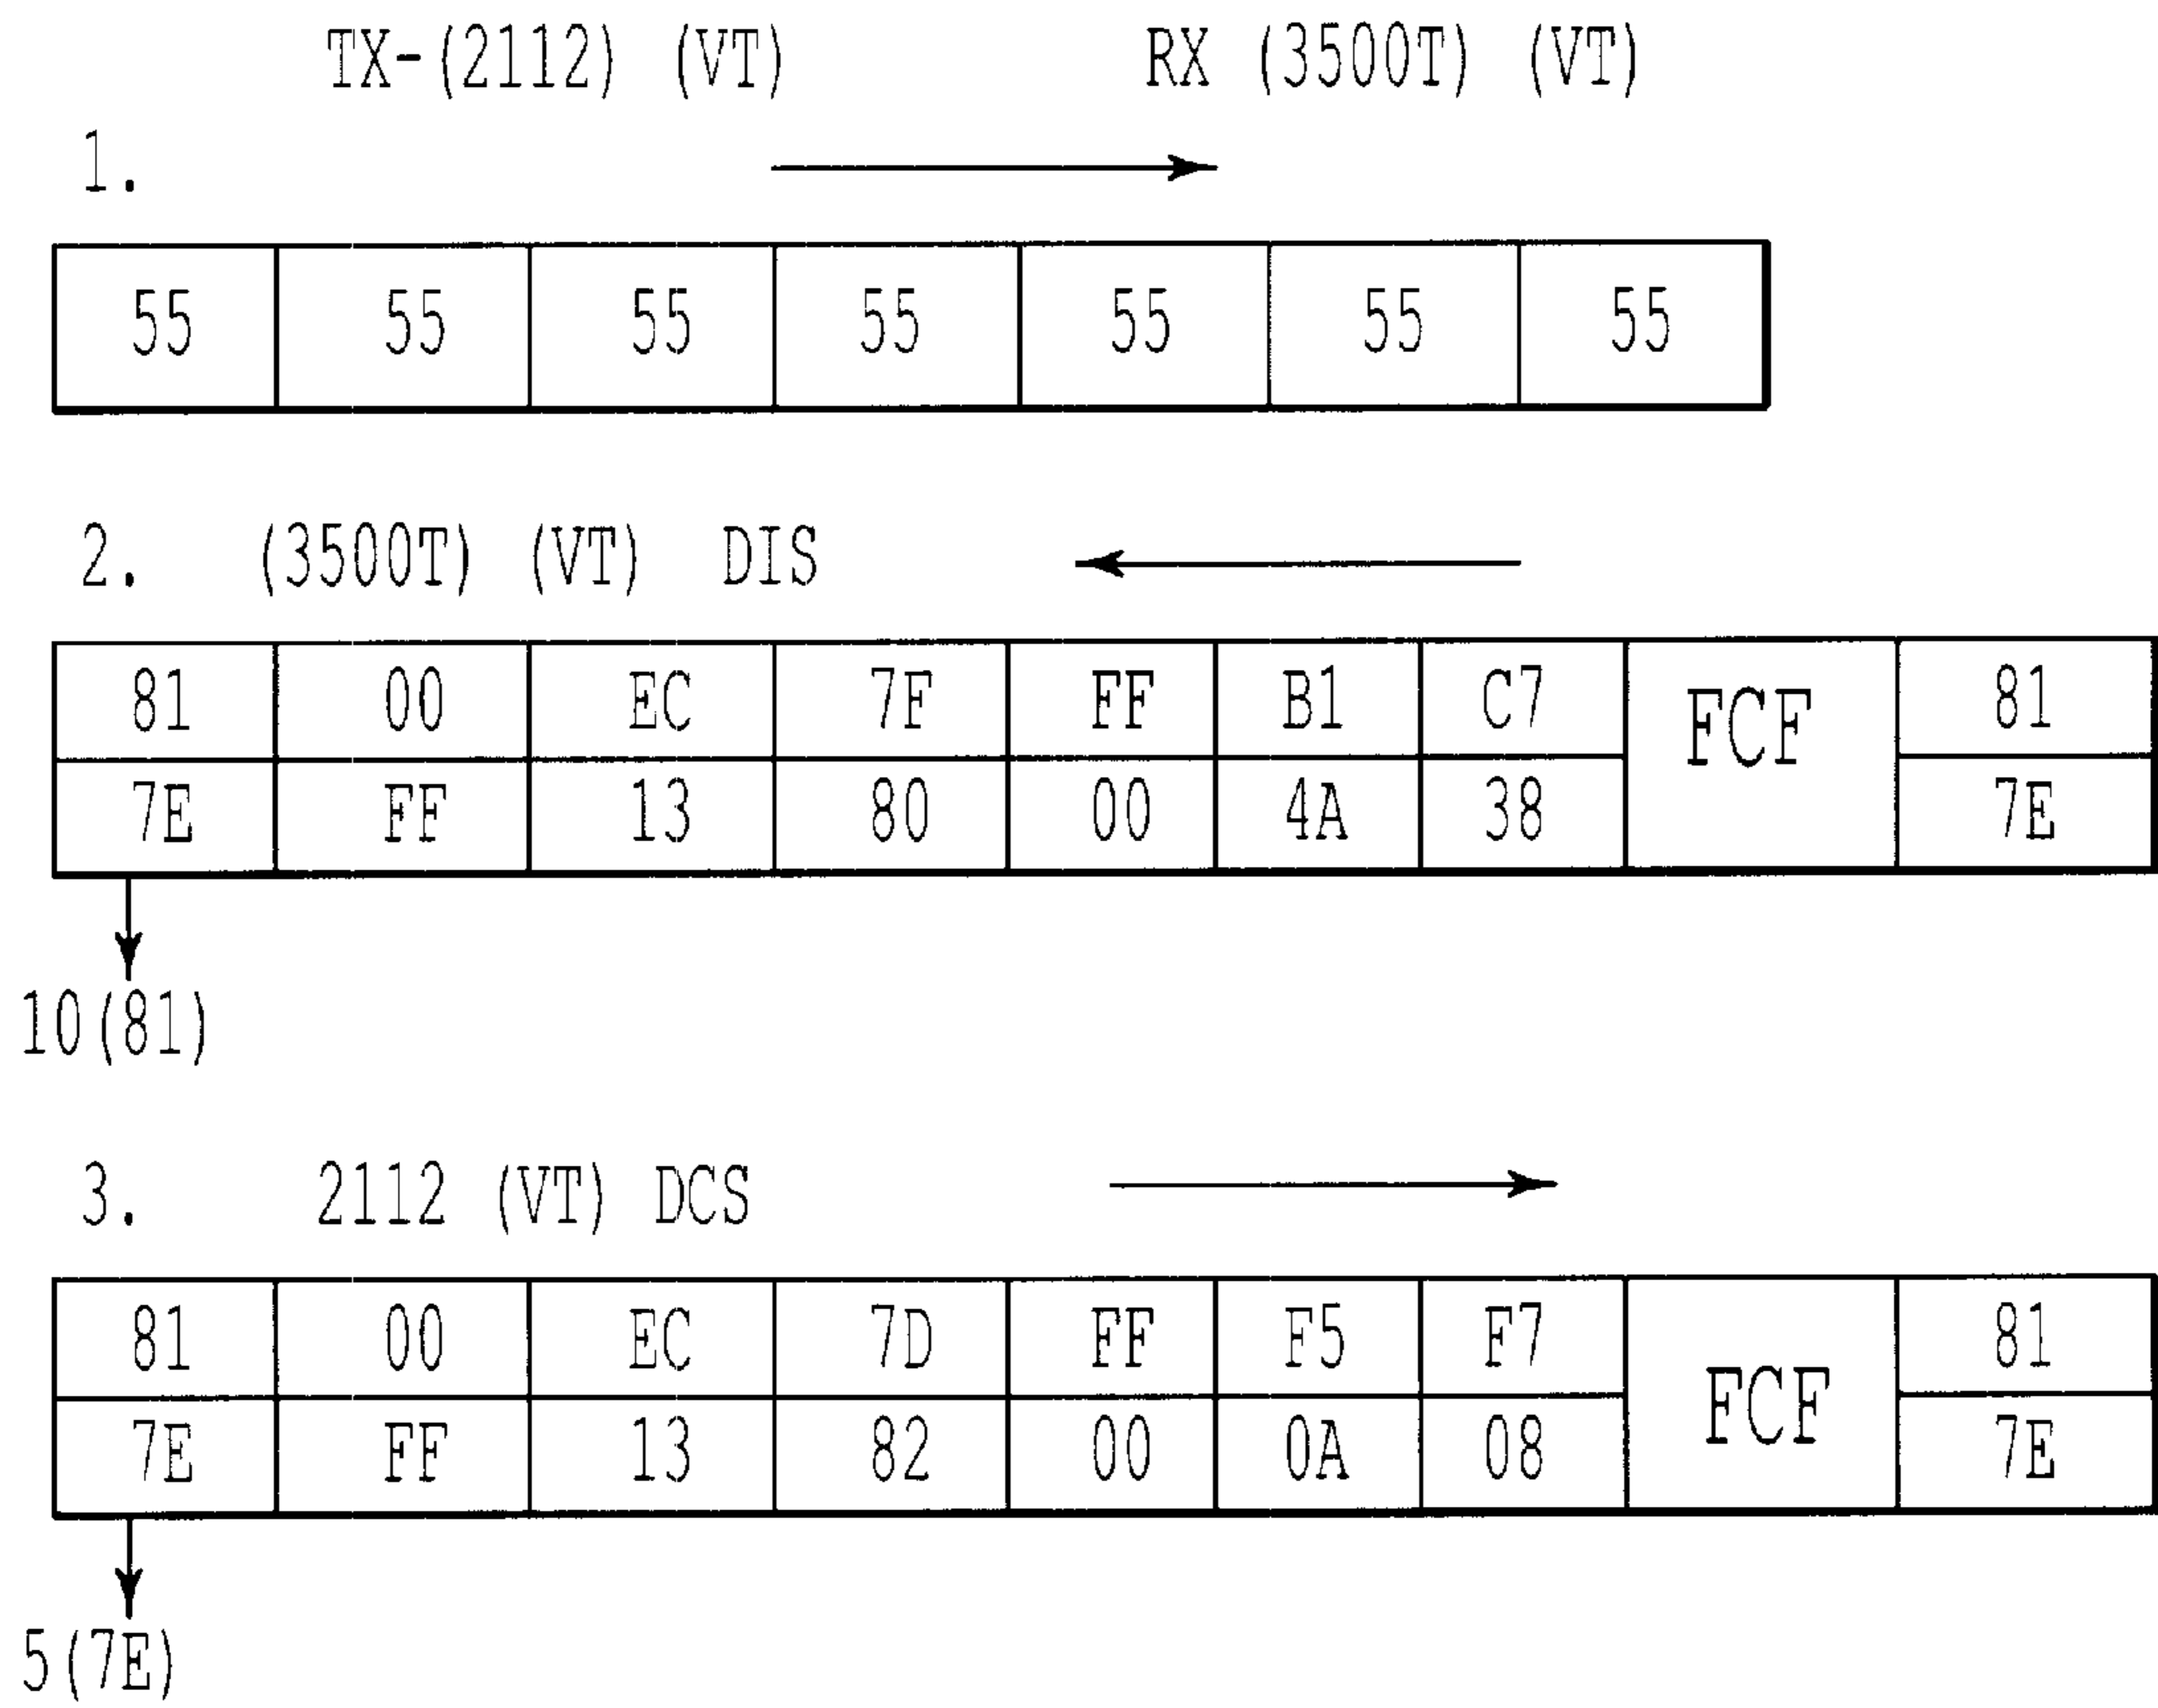 TX-(2112) (VT) RX (3500T) (VT)
1.
55 55 55 55 55 55 55
2. (3500T) (VT) DIS
81 00 EC 7F FF B1 C7 FCF 81
7E FF 13 80 00 4A 38 7E
10(81)
3. 2112 (VT) DCS
81 00 EC 7D FF F5 F7 FCF 81
7E FF 13 82 00 0A 08 7E
5(7E)